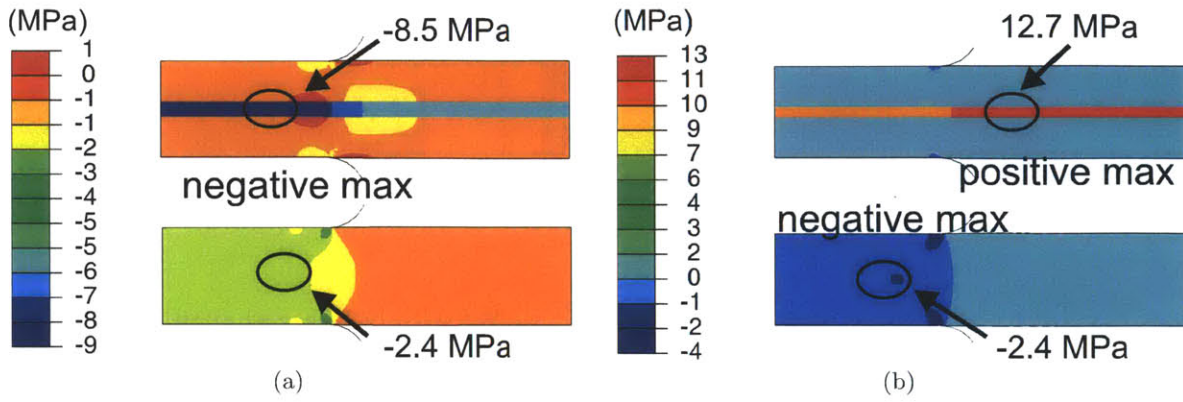 (MPa)
1
0
-1
-1
-2
-3
-4
-5
-5
-6
-7
-8
-9
-8.5 MPa
negative max
-2.4 MPa
(a)
(MPa)
13
11
10
9
7
6
4
3
2
0
-1
-2
-4
12.7 MPa
positive max
negative max
-2.4 MPa
(b)